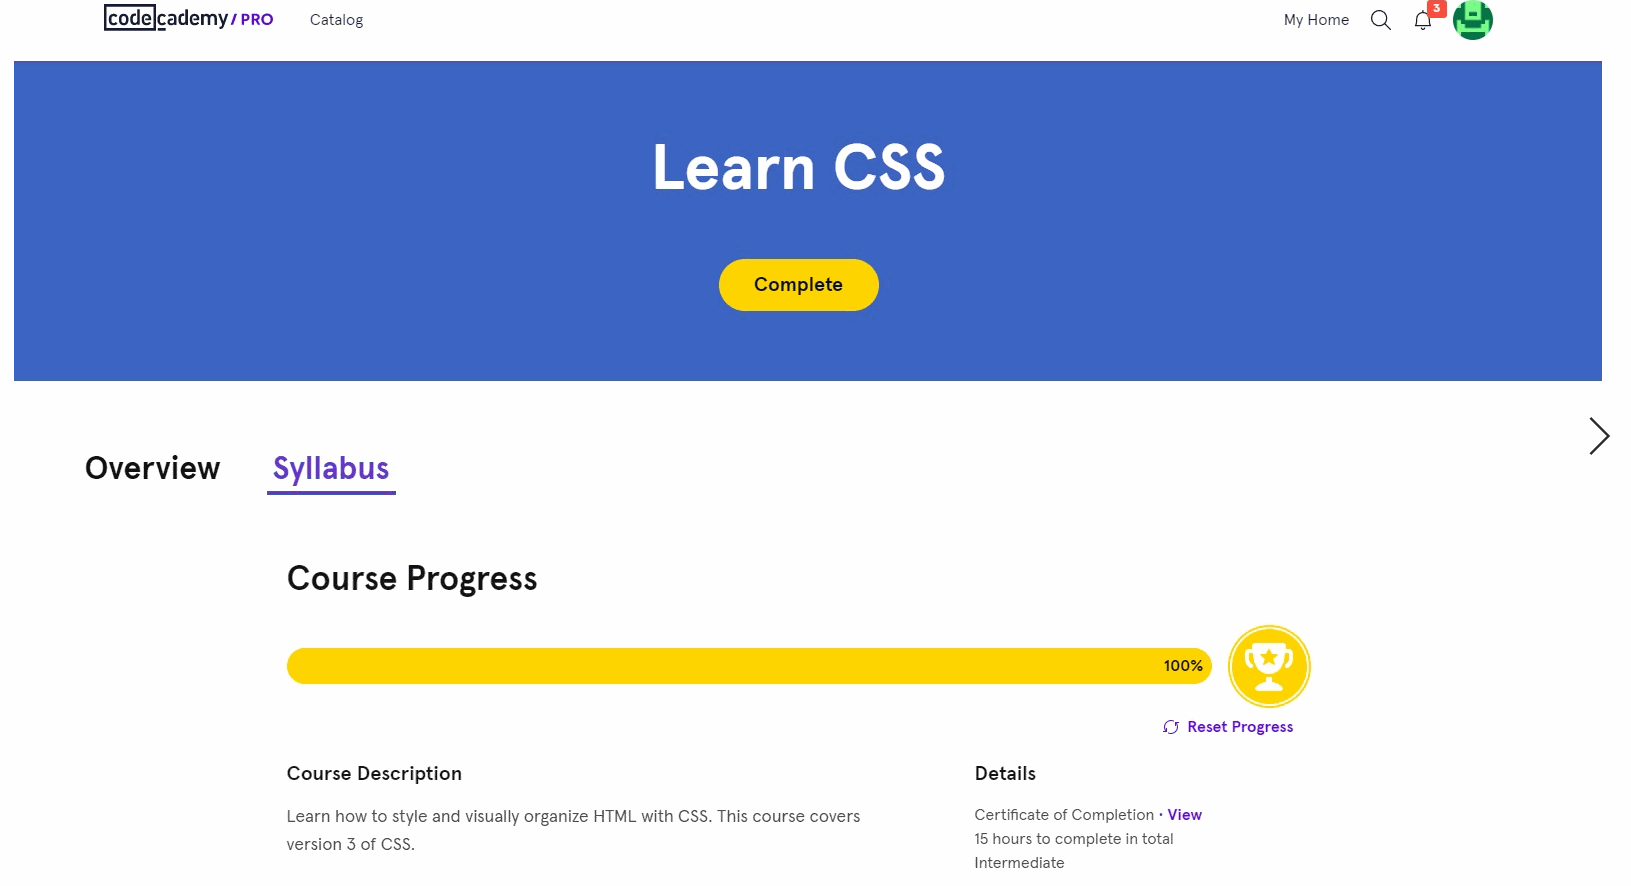 codecademy / PRO
Catalog
My Home
3
Learn CSS
Complete
Overview
Syllabus
Course Progress
100%
Reset Progress
Course Description
Learn how to style and visually organize HTML with CSS. This course covers
version 3 of CSS.
Details
Certificate of Completion · View
15 hours to complete in total
Intermediate